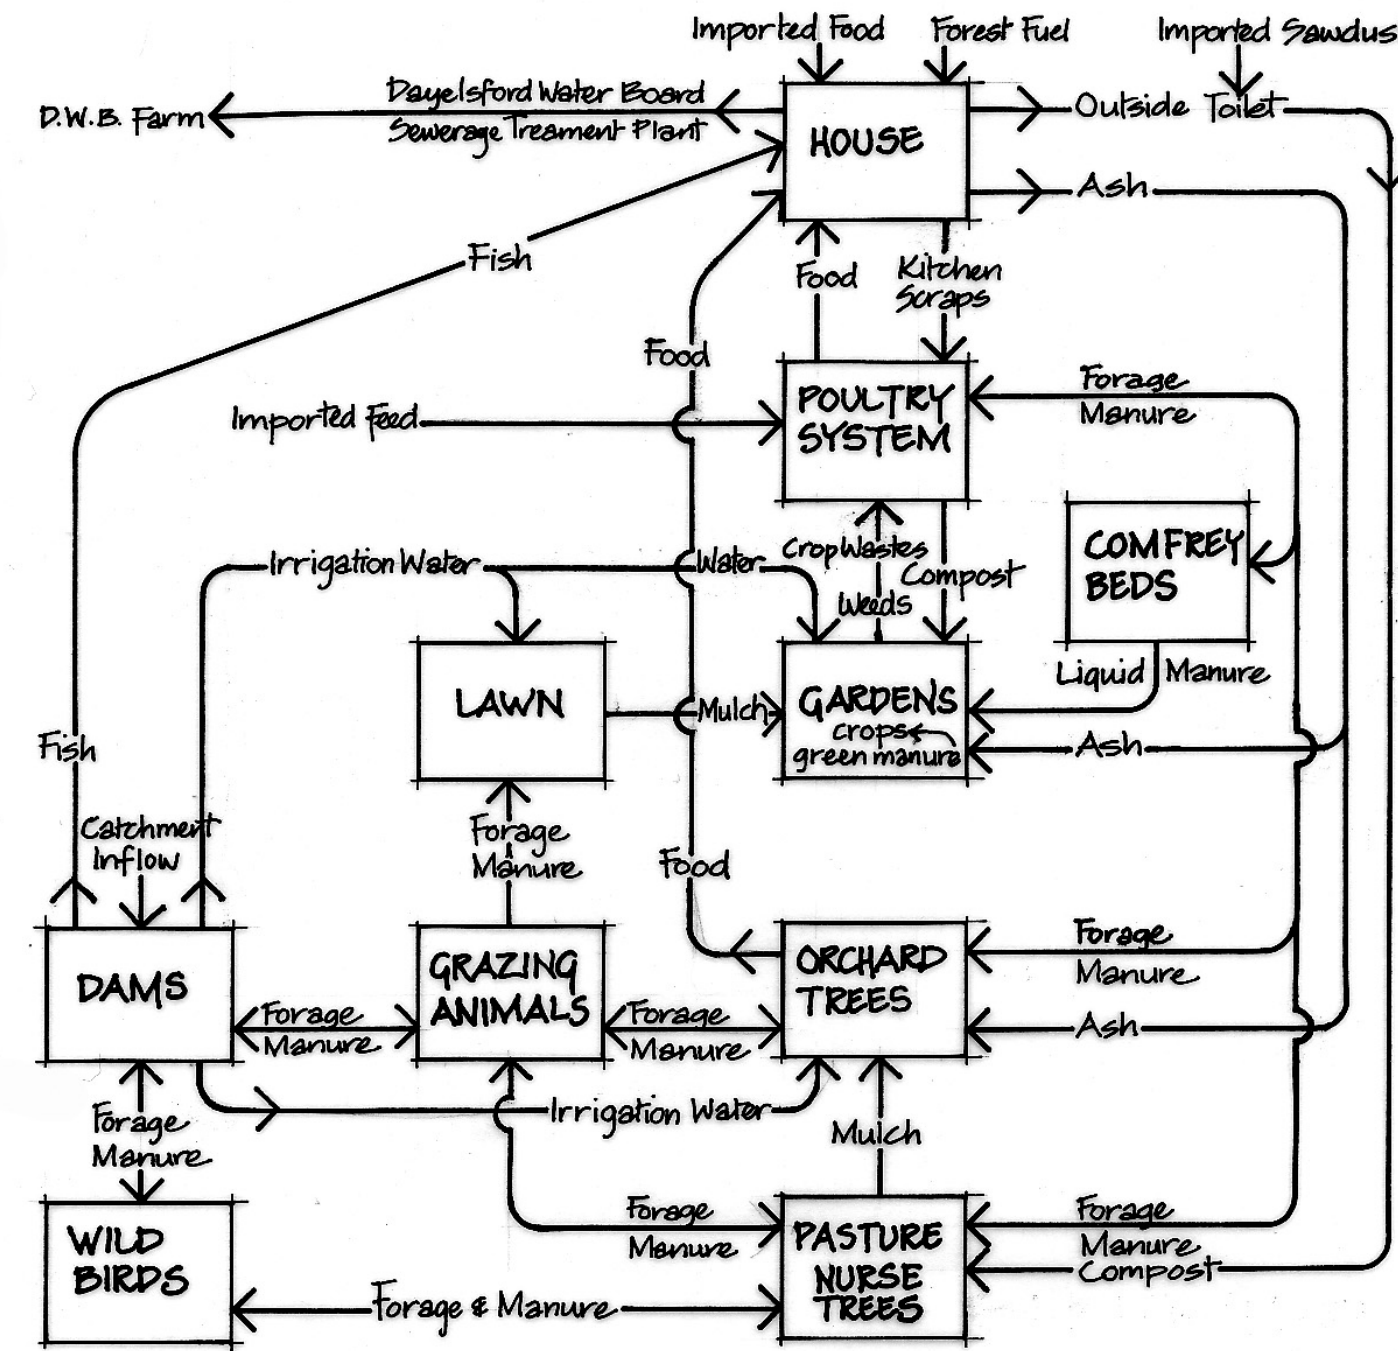 Imported Food
Forest Fuel
Imported Sawdus
D.W.B. Farm
Dayelsford Water Board
Sewerage Treament Plant
HOUSE
Outside Toilet
Ash
Fish
Food
Kitchen
Scraps
Food
Imported Feed
POULTRY
SYSTEM
Forage
Manure
Irrigation Water
Water
Crop Wastes
Weeds
Compost
COMFREY
BEDS
Liquid Manure
LAWN
Mulch
GARDENS
crops
green manure
Ash
Fish
Catchment
Inflow
Forage
Manure
Food
DAMS
Forage
Manure
GRAZING
ANIMALS
Forage
Manure
ORCHARD
TREES
Forage
Manure
Ash
Irrigation Water
Forage
Manure
Mulch
WILD
BIRDS
Forage
Manure
PASTURE
NURSE
TREES
Forage
Manure
Compost
Forage & Manure